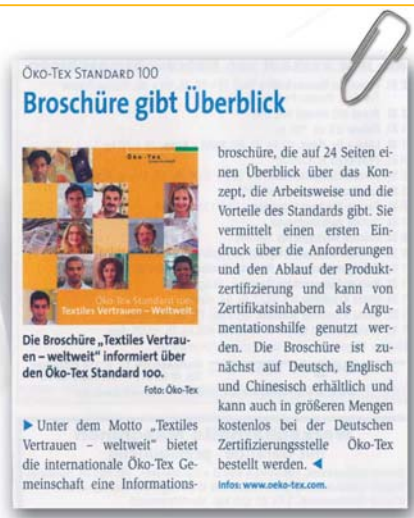 ÖKO-TEX STANDARD 100
Broschüre gibt Überblick
Öko-Tex
Öko-Tex Standard 100:
Textiles Vertrauen – Weltweit.
Die Broschüre „Textiles Vertrau-
en – weltweit“ informiert über
den Öko-Tex Standard 100.
Foto: Öko-Tex
▶ Unter dem Motto „Textiles
Vertrauen – weltweit“ bietet
die internationale Öko-Tex Ge-
meinschaft eine Informations-
broschüre, die auf 24 Seiten ei-
nen Überblick über das Kon-
zept, die Arbeitsweise und die
Vorteile des Standards gibt. Sie
vermittelt einen ersten Ein-
druck über die Anforderungen
und den Ablauf der Produkt-
zertifizierung und kann von
Zertifikatsinhabern als Argu-
mentationshilfe genutzt wer-
den. Die Broschüre ist zu-
nächst auf Deutsch, Englisch
und Chinesisch erhältlich und
kann auch in größeren Mengen
kostenlos bei der Deutschen
Zertifizierungsstelle Öko-Tex
bestellt werden. ◀
Infos: www.oeko-tex.com.